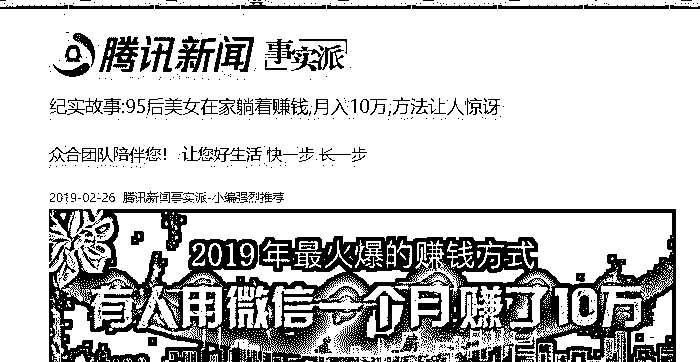 腾讯新闻 事实派
纪实故事:95后美女在家躺着赚钱,月入10万,方法让人惊讶
众合团队陪伴您! 让您好生活 快一步 长一步
2019-02-26 腾讯新闻事实派-小编强烈推荐
2019年最火爆的赚钱方式
有人用微信一个月赚了10万